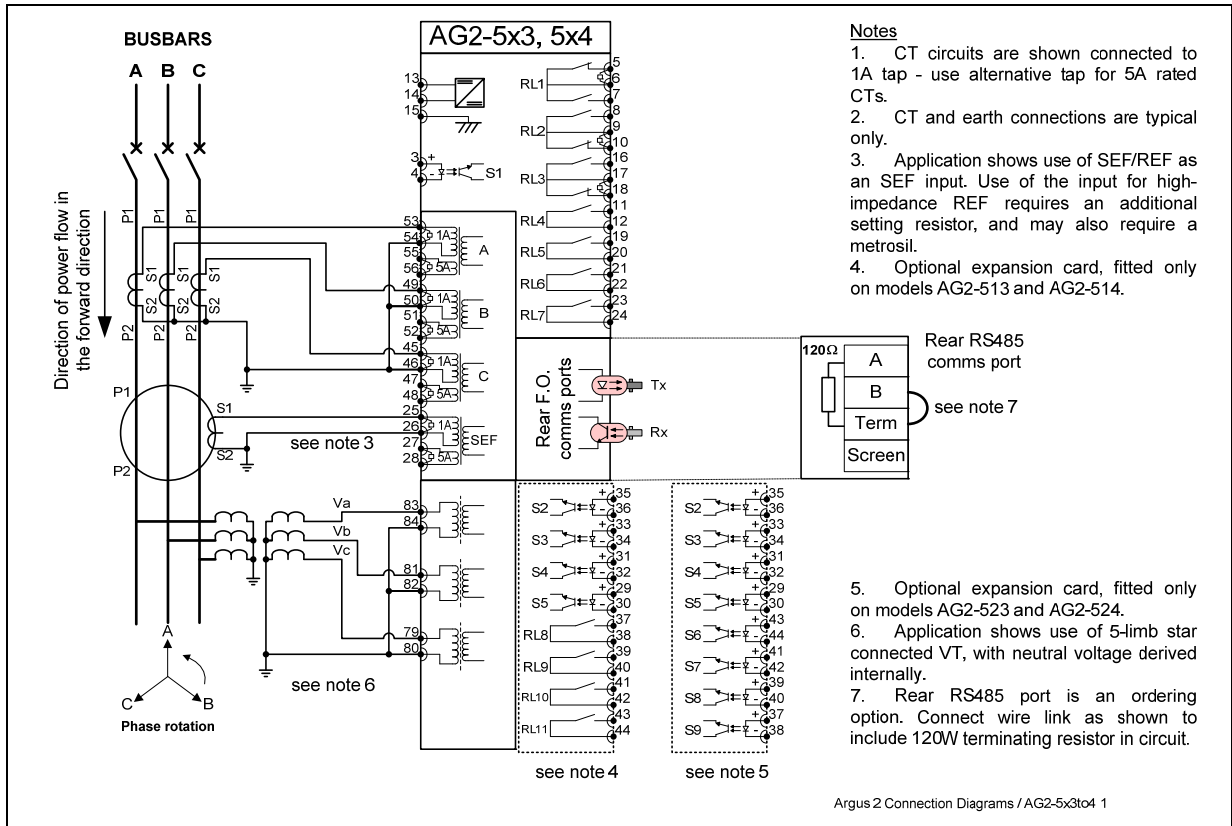 BUSBARS
A B C
Direction of power flow in
the forward direction
P1 P1 P1
S1 S1 S1
S2 S2 S2
P2 P2 P2
P1
S1
S2
P2
see note 3
Va
Vb
Vc
see note 6
A
C B
Phase rotation
AG2-5x3, 5x4
13
14
15
3 +
4 - S1
53
54 1A
55 A
56 5A
49
50 1A
51 B
52 5A
45
46 1A
47 C
48 5A
25
26 1A
27 SEF
28 5A
83
84
81
82
79
80
RL1 5
6
7
RL2 8
9
10
RL3 16
17
18
RL4 11
12
RL5 19
20
RL6 21
22
RL7 23
24
Rear F.O.
comms ports
Tx
Rx
120Ω
A
B
Term
Screen
Rear RS485
comms port
see note 7
S2 + 35
- 36
S3 + 33
- 34
S4 + 31
- 32
S5 + 29
- 30
RL8 37
38
RL9 39
40
RL10 41
42
RL11 43
44
see note 4
S2 + 35
- 36
S3 + 33
- 34
S4 + 31
- 32
S5 + 29
- 30
S6 + 43
- 44
S7 + 41
- 42
S8 + 39
- 40
S9 + 37
- 38
see note 5
Notes
1. CT circuits are shown connected to
1A tap - use alternative tap for 5A rated
CTs.
2. CT and earth connections are typical
only.
3. Application shows use of SEF/REF as
an SEF input. Use of the input for high-
impedance REF requires an additional
setting resistor, and may also require a
metrosil.
4. Optional expansion card, fitted only
on models AG2-513 and AG2-514.
5. Optional expansion card, fitted only
on models AG2-523 and AG2-524.
6. Application shows use of 5-limb star
connected VT, with neutral voltage derived
internally.
7. Rear RS485 port is an ordering
option. Connect wire link as shown to
include 120W terminating resistor in circuit.
Argus 2 Connection Diagrams / AG2-5x3to4 1